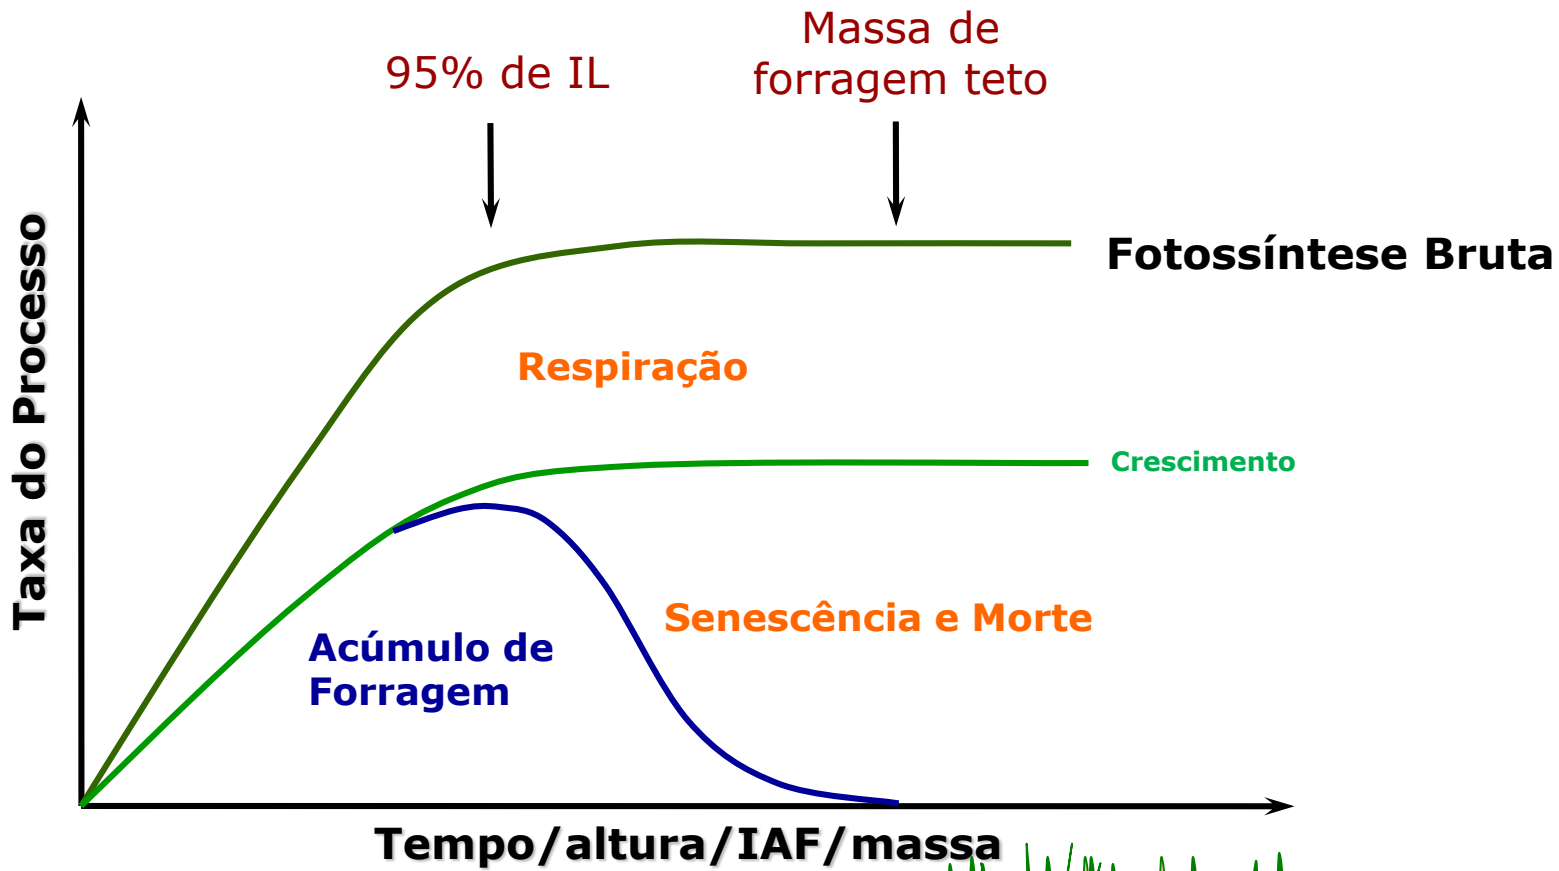 95% de IL
Massa de
forragem teto
Taxa do Processo
Fotossíntese Bruta
Respiração
Crescimento
Senescência e Morte
Acúmulo de
Forragem
Tempo/altura/IAF/massa